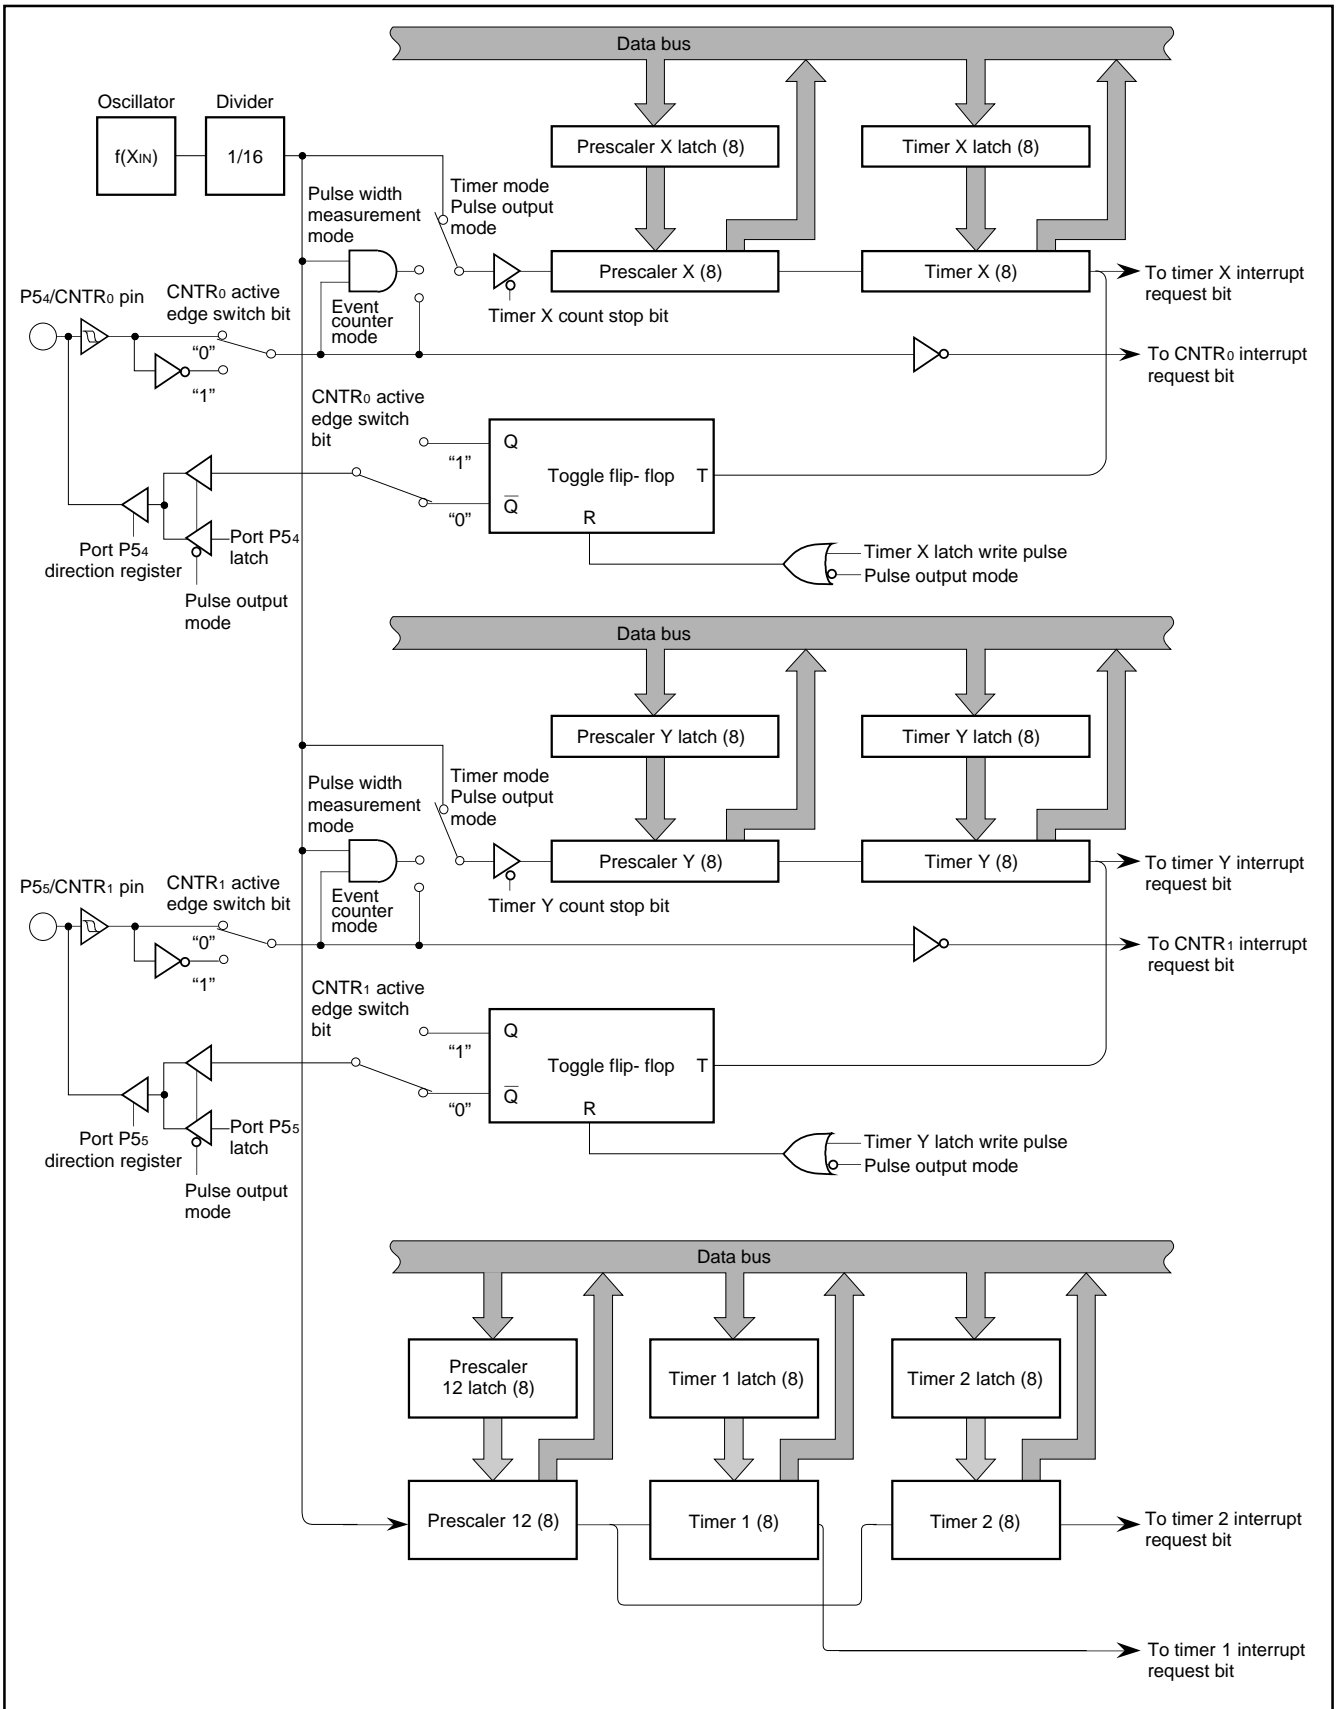 Data bus
Oscillator
Divider
f(XIN)
1/16
Prescaler X latch (8)
Timer X latch (8)
Pulse width
measurement
mode
Timer mode
Pulse output
mode
Prescaler X (8)
Timer X (8)
To timer X interrupt
request bit
P54/CNTR0 pin
CNTR0 active
edge switch bit
Event
counter
mode
Timer X count stop bit
“0”
“1”
To CNTR0 interrupt
request bit
CNTR0 active
edge switch
bit
“1”
Q
Toggle flip- flop
T
“0”
Q̅
R
Port P54
latch
Port P54
direction register
Pulse output
mode
Timer X latch write pulse
Pulse output mode
Data bus
Prescaler Y latch (8)
Timer Y latch (8)
Pulse width
measurement
mode
Timer mode
Pulse output
mode
Prescaler Y (8)
Timer Y (8)
To timer Y interrupt
request bit
P55/CNTR1 pin
CNTR1 active
edge switch bit
Event
counter
mode
Timer Y count stop bit
“0”
“1”
To CNTR1 interrupt
request bit
CNTR1 active
edge switch
bit
“1”
Q
Toggle flip- flop
T
“0”
Q̅
R
Port P55
latch
Port P55
direction register
Pulse output
mode
Timer Y latch write pulse
Pulse output mode
Data bus
Prescaler
12 latch (8)
Timer 1 latch (8)
Timer 2 latch (8)
Prescaler 12 (8)
Timer 1 (8)
Timer 2 (8)
To timer 2 interrupt
request bit
To timer 1 interrupt
request bit